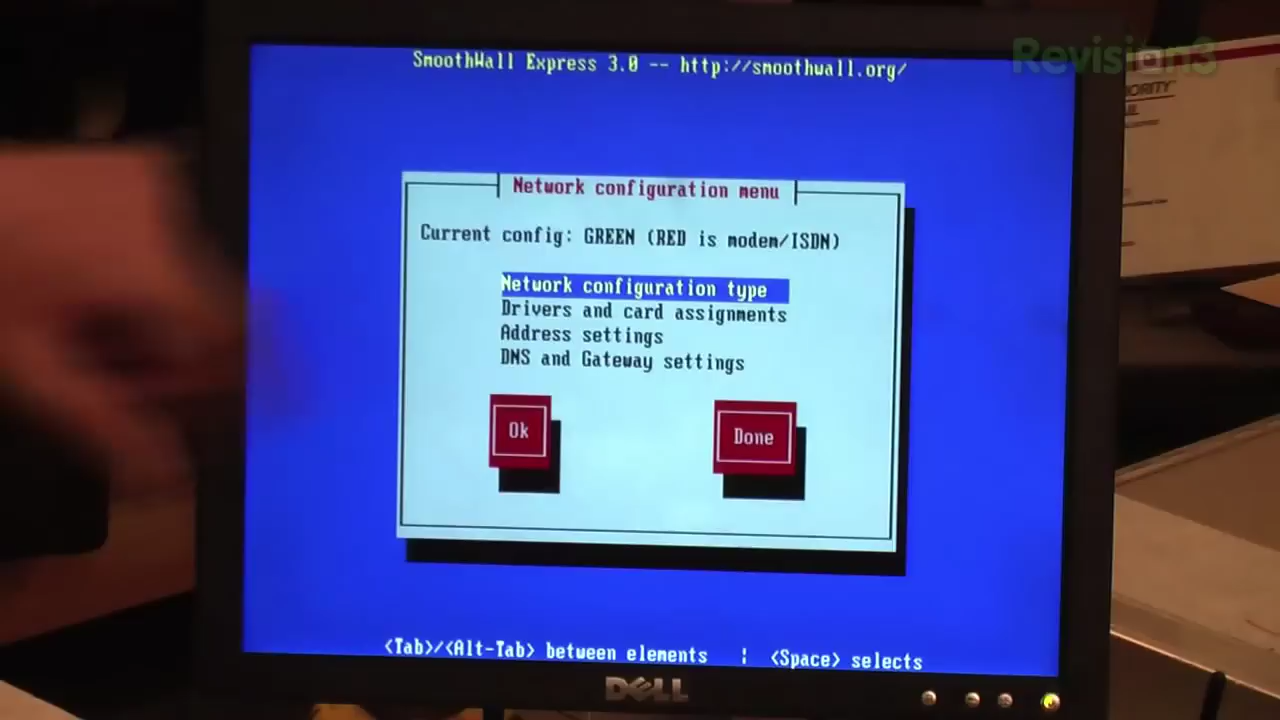 SmoothWall Express 3.0 -- http://smoothwall.org/
Revision3
ORITY
Network configuration menu
Current config: GREEN (RED is modem/ISDN)
Network configuration type
Drivers and card assignments
Address settings
DNS and Gateway settings
Ok
Done
<Tab>/<Alt-Tab> between elements ¦ <Space> selects
DELL